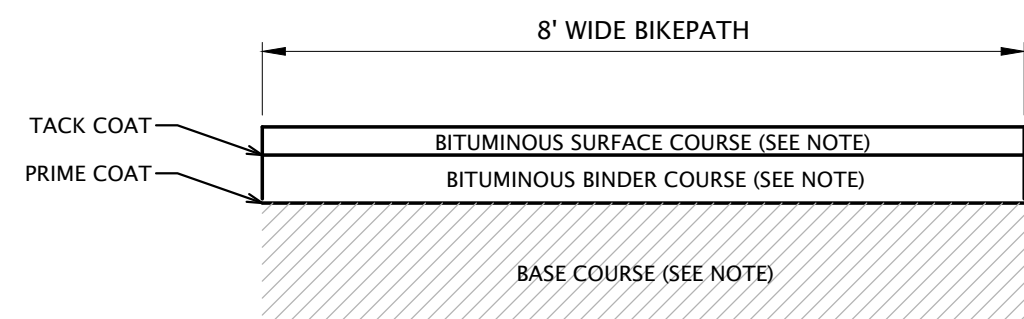 8' WIDE BIKEPATH
TACK COAT
BITUMINOUS SURFACE COURSE (SEE NOTE)
PRIME COAT
BITUMINOUS BINDER COURSE (SEE NOTE)
BASE COURSE (SEE NOTE)